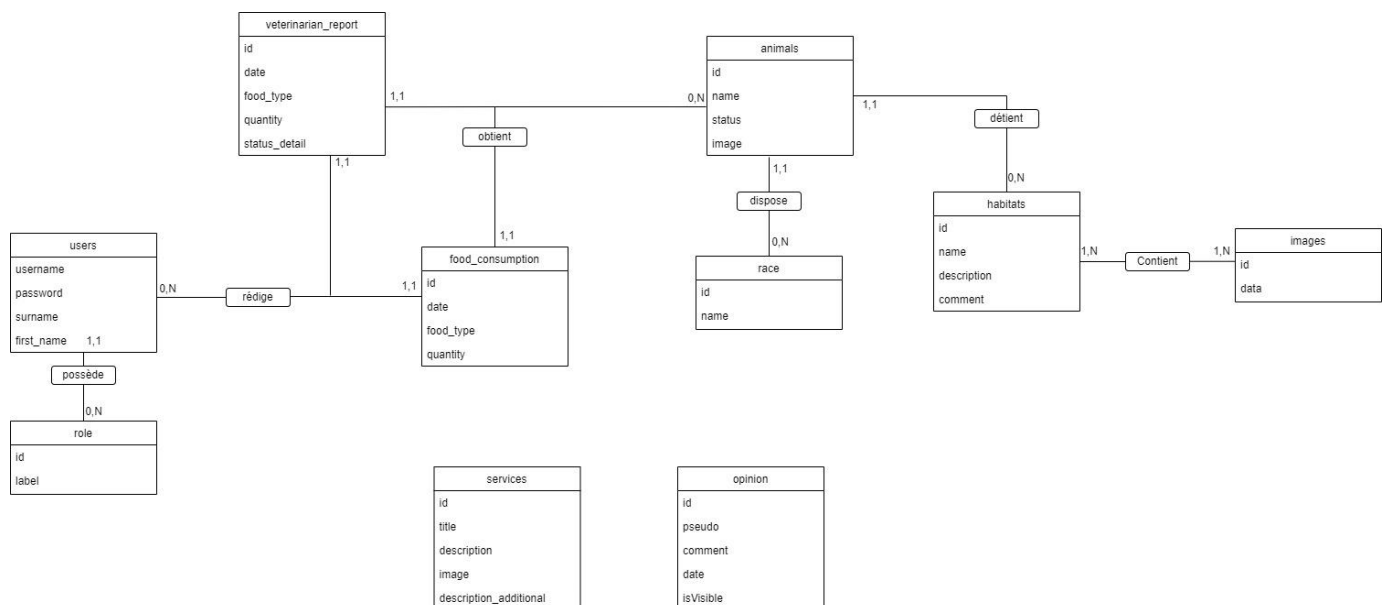 veterinarian_report
id
date
food_type
quantity
status_detail
1,1
1,1
0,N
obtient
1,1
animals
id
name
status
image
1,1
1,1
détient
0,N
dispose
0,N
race
id
name
habitats
id
name
description
comment
1,N
Contient
1,N
images
id
data
users
username
password
surname
first_name
1,1
0,N
rédige
1,1
food_consumption
id
date
food_type
quantity
possède
0,N
role
id
label
services
id
title
description
image
description_additional
opinion
id
pseudo
comment
date
isVisible